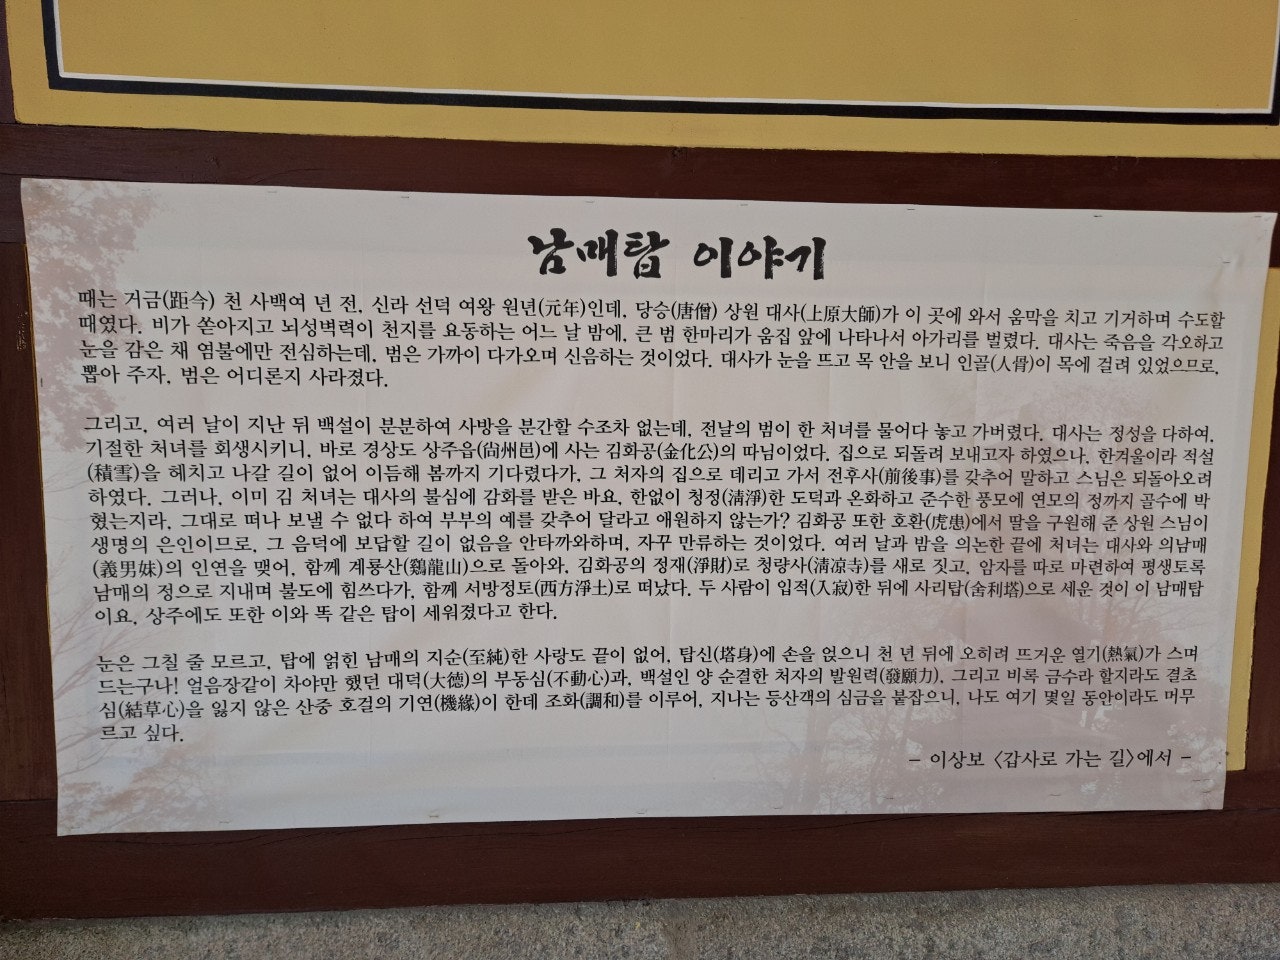 남매탑 이야기
때는 거금(距今) 천 사백여 년 전, 신라 선덕 여왕 원년(元年)인데, 당승(唐僧) 상원 대사(上原大師)가 이 곳에 와서 움막을 치고 기거하며 수도할
때였다. 비가 쏟아지고 뇌성벽력이 천지를 요동하는 어느 날 밤에, 큰 범 한마리가 움집 앞에 나타나서 아가리를 벌렸다. 대사는 죽음을 각오하고
눈을 감은 채 염불에만 전심하는데, 범은 가까이 다가오며 신음하는 것이었다. 대사가 눈을 뜨고 목 안을 보니 인골(人骨)이 목에 걸려 있었으므로,
뽑아 주자, 범은 어디론지 사라졌다.
그리고, 여러 날이 지난 뒤 백설이 분분하여 사방을 분간할 수조차 없는데, 전날의 범이 한 처녀를 물어다 놓고 가버렸다. 대사는 정성을 다하여,
기절한 처녀를 회생시키니, 바로 경상도 상주읍(尙州邑)에 사는 김화공(金化公)의 따님이었다. 집으로 되돌려 보내고자 하였으나, 한겨울이라 적설
(積雪)을 헤치고 나갈 길이 없어 이듬해 봄까지 기다렸다가, 그 처자의 집으로 데리고 가서 전후사(前後事)를 갖추어 말하고 스님은 되돌아오려
하였다. 그러나, 이미 김 처녀는 대사의 불심에 감화를 받은 바요, 한없이 청정(淸淨)한 도덕과 온화하고 준수한 풍모에 연모의 정까지 골수에 박
혔는지라, 그대로 떠나 보낼 수 없다 하여 부부의 예를 갖추어 달라고 애원하지 않는가? 김화공 또한 호환(虎患)에서 딸을 구원해 준 상원 스님이
생명의 은인이므로, 그 음덕에 보답할 길이 없음을 안타까와하며, 자꾸 만류하는 것이었다. 여러 날과 밤을 의논한 끝에 처녀는 대사와 의남매
(義男妹)의 인연을 맺어, 함께 계룡산(鷄龍山)으로 돌아와, 김화공의 정재(淨財)로 청량사(淸凉寺)를 새로 짓고, 암자를 따로 마련하여 평생토록
남매의 정으로 지내며 불도에 힘쓰다가, 함께 서방정토(西方淨土)로 떠났다. 두 사람이 입적(入寂)한 뒤에 사리탑(舍利塔)으로 세운 것이 이 남매탑
이요, 상주에도 또한 이와 똑 같은 탑이 세워졌다고 한다.
눈은 그칠 줄 모르고, 탑에 얽힌 남매의 지순(至純)한 사랑도 끝이 없어, 탑신(塔身)에 손을 얹으니 천 년 뒤에 오히려 뜨거운 열기(熱氣)가 스며
드는구나! 얼음장같이 차야만 했던 대덕(大德)의 부동심(不動心)과, 백설인 양 순결한 처자의 발원력(發願力), 그리고 비록 금수라 할지라도 결초
심(結草心)을 잃지 않은 산중 호걸의 기연(機緣)이 한데 조화(調和)를 이루어, 지나는 등산객의 심금을 붙잡으니, 나도 여기 몇일 동안이라도 머무
르고 싶다.
- 이상보 〈갑사로 가는 길〉에서 -